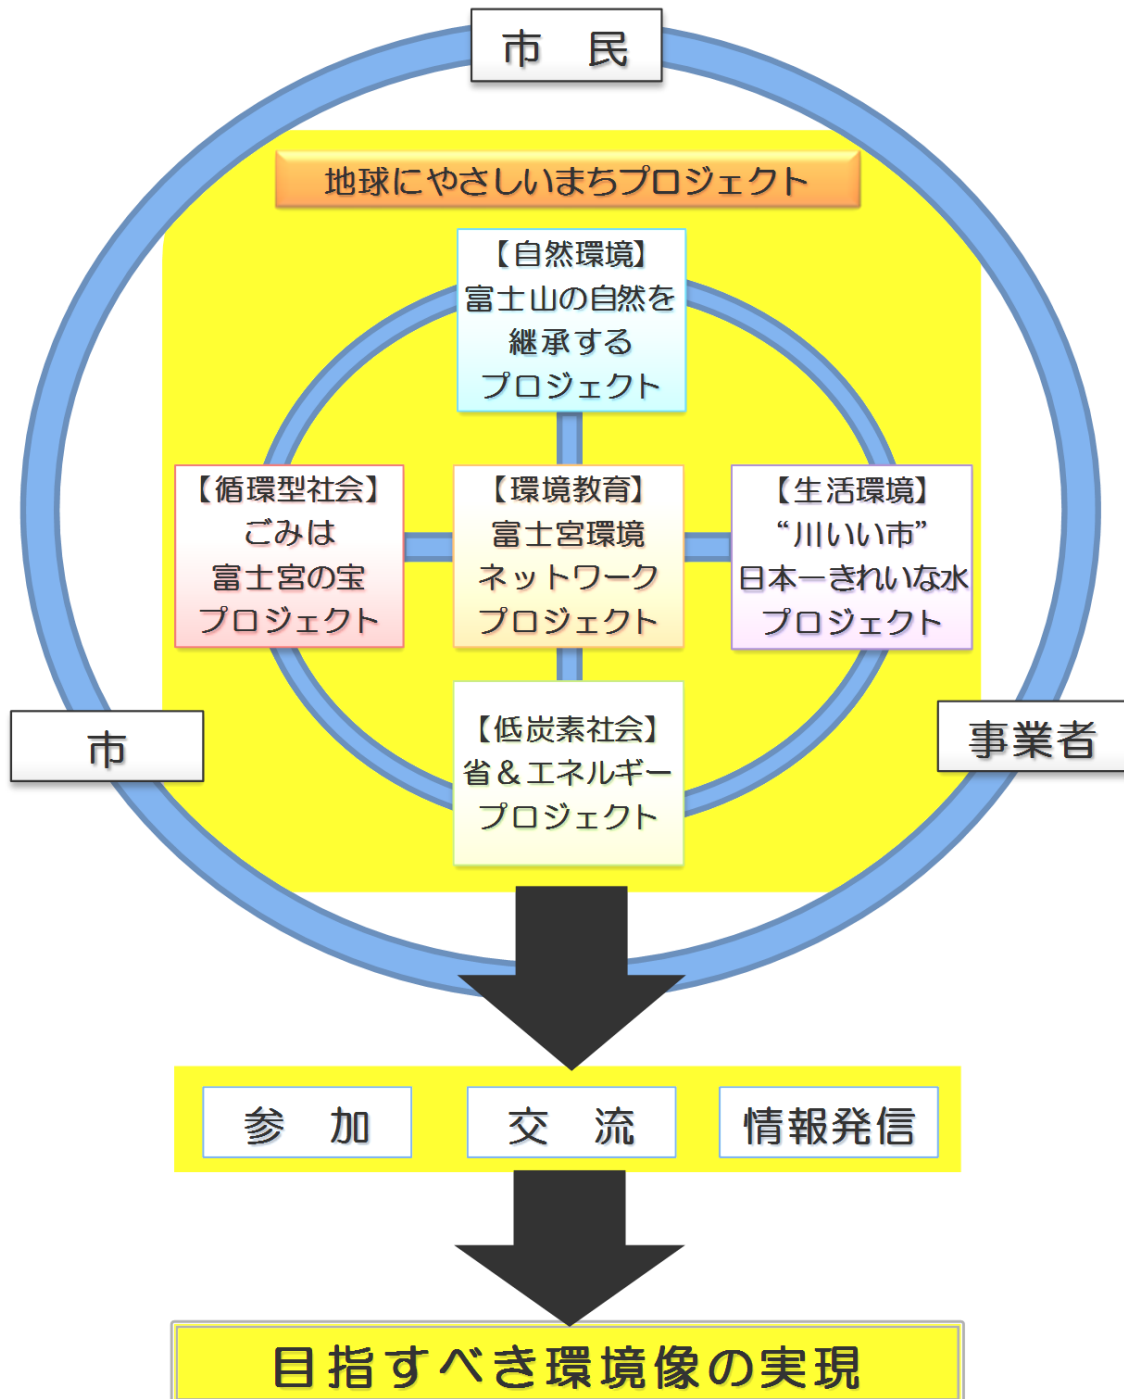 市　民
地球にやさしいまちプロジェクト
【自然環境】
富士山の自然を
継承する
プロジェクト
【循環型社会】
ごみは
富士宮の宝
プロジェクト
【環境教育】
富士宮環境
ネットワーク
プロジェクト
【生活環境】
“川いい市”
日本一きれいな水
プロジェクト
【低炭素社会】
省＆エネルギー
プロジェクト
市
事業者
参　加
交　流
情報発信
目指すべき環境像の実現